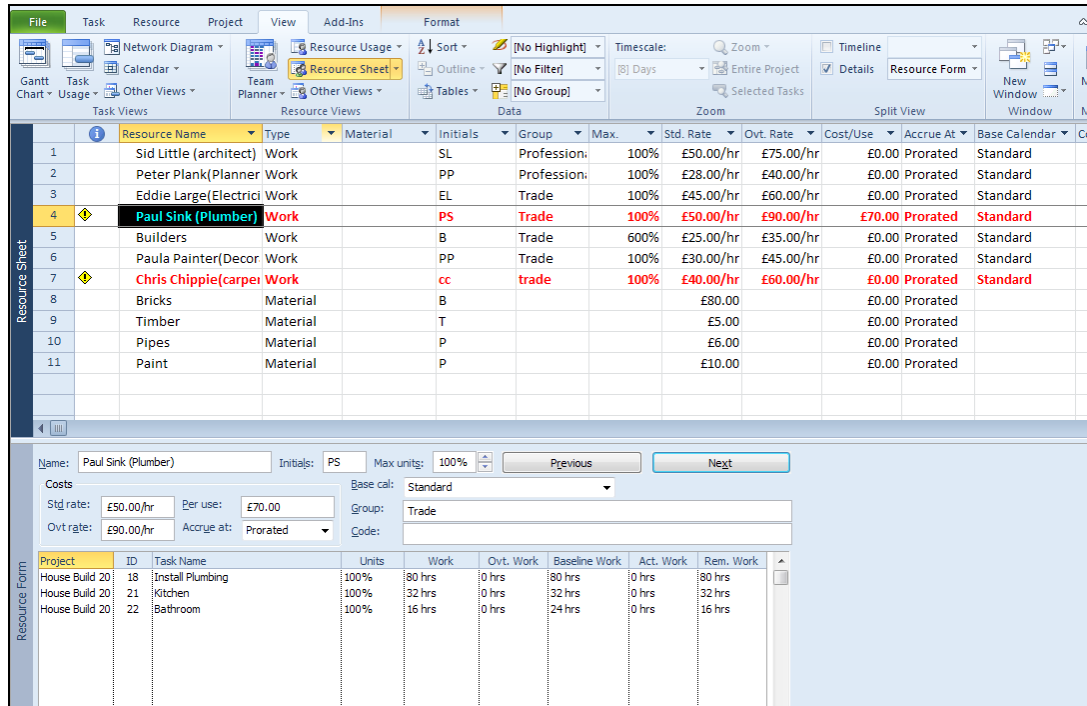 File Task Resource Project View Add-Ins Format
Network Diagram Resource Usage Sort [No Highlight] Timescale: Zoom Timeline
Calendar Resource Sheet Outline [No Filter] [8] Days Entire Project Details Resource Form
Gantt Chart Task Usage Other Views Team Planner Other Views Tables [No Group] Selected Tasks New Window
Task Views Resource Views Data Zoom Split View Window
Resource Name Type Material Initials Group Max. Std. Rate Ovt. Rate Cost/Use Accrue At Base Calendar
1 Sid Little (architect) Work SL Profession 100% £50.00/hr £75.00/hr £0.00 Prorated Standard
2 Peter Plank(Planner Work PP Profession 100% £28.00/hr £40.00/hr £0.00 Prorated Standard
3 Eddie Large(Electrici Work EL Trade 100% £45.00/hr £60.00/hr £0.00 Prorated Standard
4 Paul Sink (Plumber) Work PS Trade 100% £50.00/hr £90.00/hr £70.00 Prorated Standard
5 Builders Work B Trade 600% £25.00/hr £35.00/hr £0.00 Prorated Standard
6 Paula Painter(Decor Work PP Trade 100% £30.00/hr £45.00/hr £0.00 Prorated Standard
7 Chris Chippie(carpe Work cc trade 100% £40.00/hr £60.00/hr £0.00 Prorated Standard
8 Bricks Material B £80.00 £0.00 Prorated
9 Timber Material T £5.00 £0.00 Prorated
10 Pipes Material P £6.00 £0.00 Prorated
11 Paint Material P £10.00 £0.00 Prorated
Resource Sheet
Name: Paul Sink (Plumber) Initials: PS Max units: 100% Previous Next
Costs Base cal: Standard
Std rate: £50.00/hr Per use: £70.00 Group: Trade
Ovt rate: £90.00/hr Accrue at: Prorated Code:
Project ID Task Name Units Work Ovt. Work Baseline Work Act. Work Rem. Work
House Build 20 18 Install Plumbing 100% 80 hrs 0 hrs 80 hrs 0 hrs 80 hrs
House Build 20 21 Kitchen 100% 32 hrs 0 hrs 32 hrs 0 hrs 32 hrs
House Build 20 22 Bathroom 100% 16 hrs 0 hrs 24 hrs 0 hrs 16 hrs
Resource Form